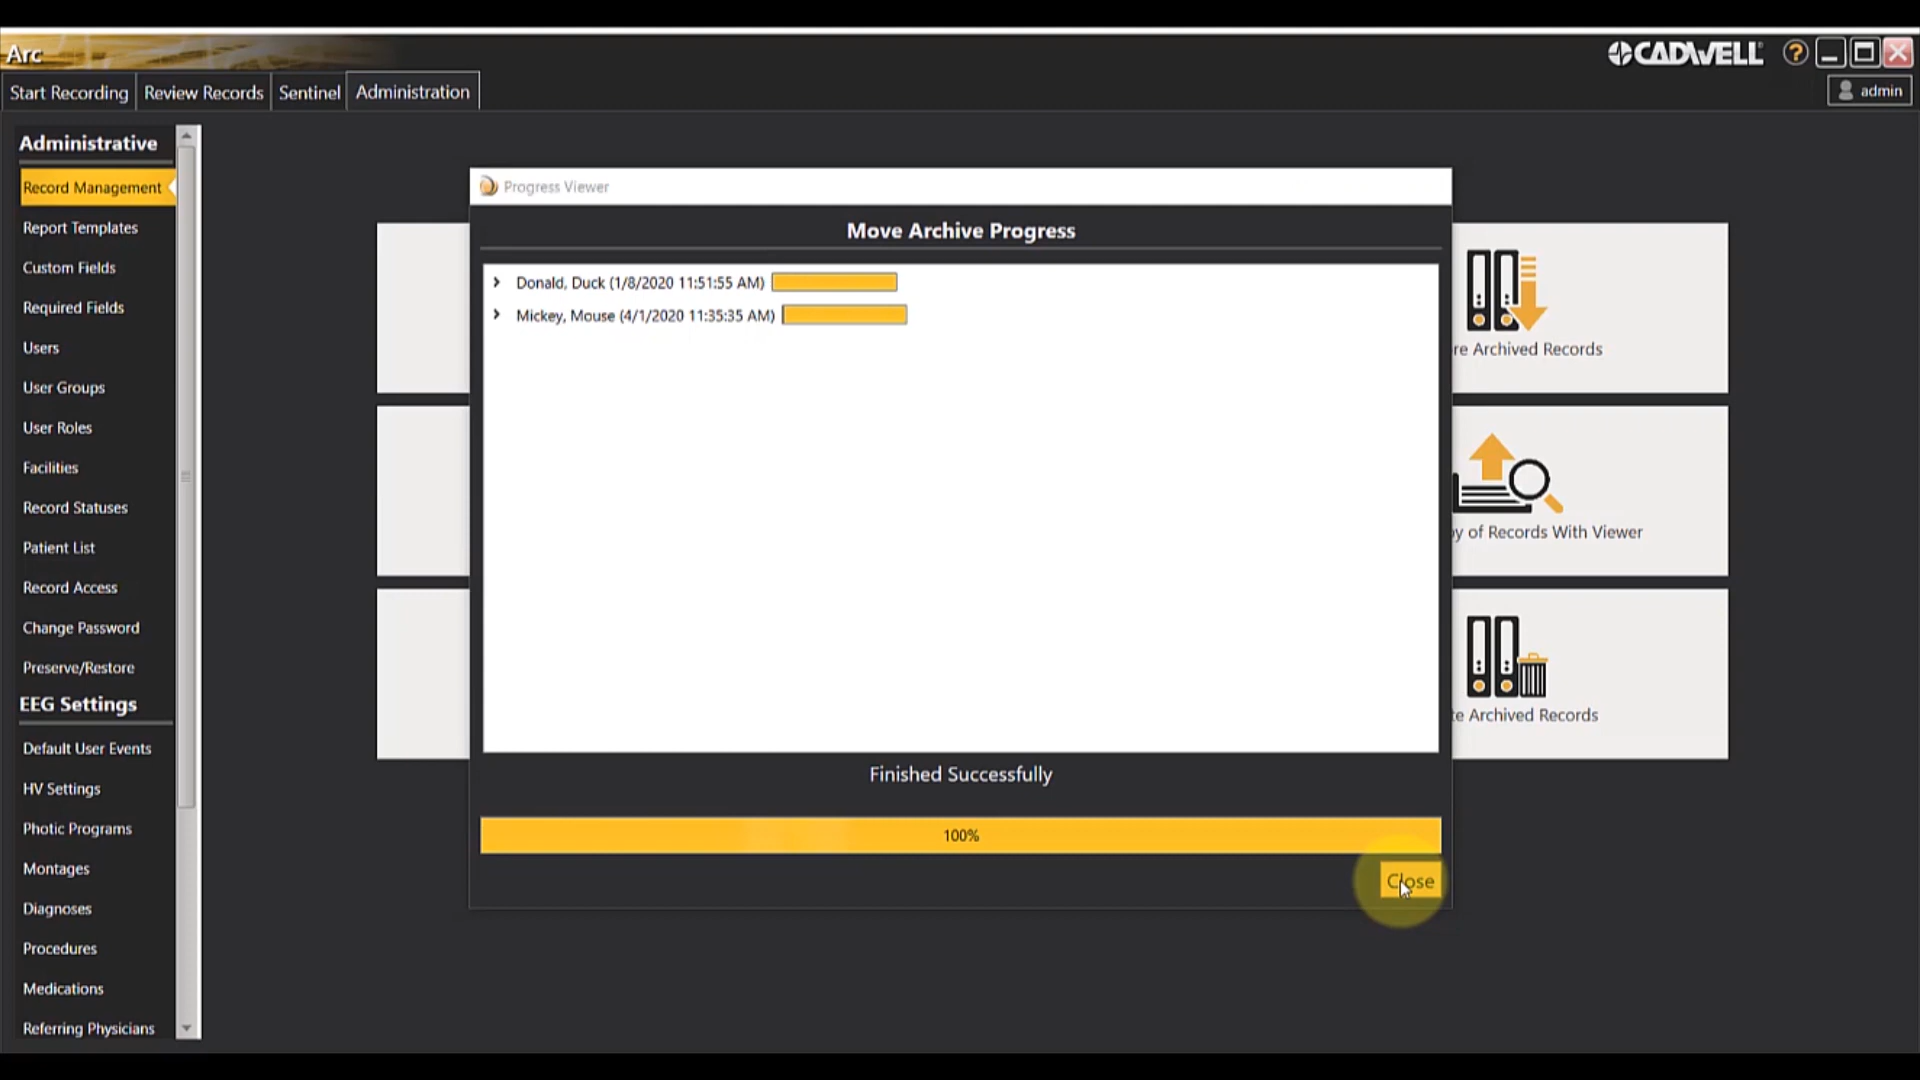 Arc
CADWELL
?
Start Recording
Review Records
Sentinel
Administration
admin
Administrative
Record Management
Report Templates
Custom Fields
Required Fields
Users
User Groups
User Roles
Facilities
Record Statuses
Patient List
Record Access
Change Password
Preserve/Restore
EEG Settings
Default User Events
HV Settings
Photic Programs
Montages
Diagnoses
Procedures
Medications
Referring Physicians
Progress Viewer
Move Archive Progress
Donald, Duck (1/8/2020 11:51:55 AM)
Mickey, Mouse (4/1/2020 11:35:35 AM)
Finished Successfully
100%
Close
re Archived Records
y of Records With Viewer
te Archived Records